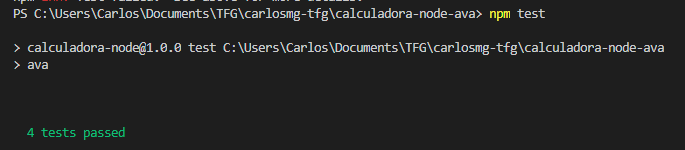 PS C:\Users\Carlos\Documents\TFG\carlosmg-tfg\calculadora-node-ava> npm test
> calculadora-node@1.0.0 test C:\Users\Carlos\Documents\TFG\carlosmg-tfg\calculadora-node-ava
> ava
4 tests passed